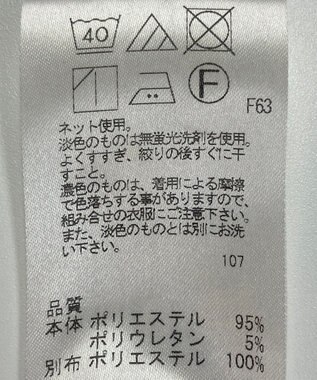 40
F
F63
ネット使用。
淡色のものは無蛍光洗剤を使用。
よくすすぎ、絞りの後すぐに干
すこと。
濃色のものは、着用による摩擦
で色落ちする事がありますので、
組み合せの衣服にご注意下さい。
また、淡色のものとは別にお洗
い下さい。
107
品質
本体 ポリエステル 95%
ポリウレタン 5%
別布 ポリエステル 100%